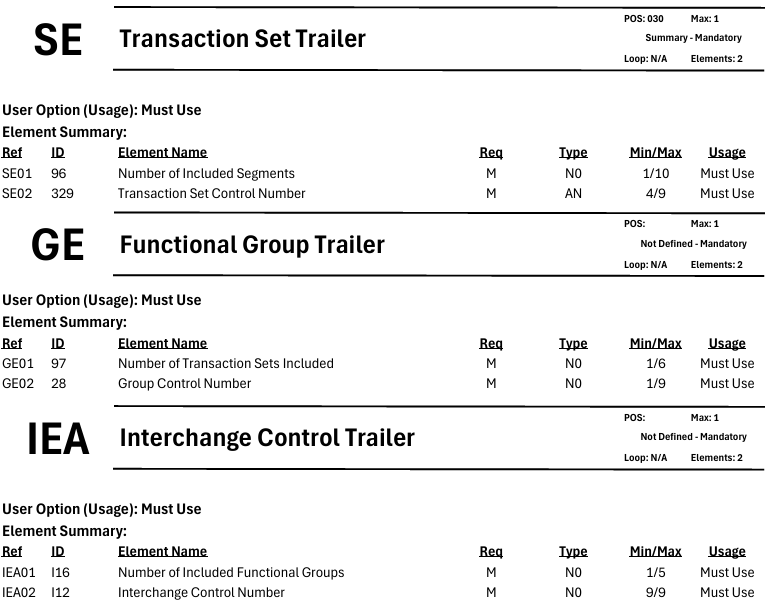 SE Transaction Set Trailer
POS: 030 Max: 1
Summary - Mandatory
Loop: N/A Elements: 2
User Option (Usage): Must Use
Element Summary:
Ref ID Element Name Req Type Min/Max Usage
SE01 96 Number of Included Segments M N0 1/10 Must Use
SE02 329 Transaction Set Control Number M AN 4/9 Must Use
GE Functional Group Trailer
POS: Max: 1
Not Defined - Mandatory
Loop: N/A Elements: 2
User Option (Usage): Must Use
Element Summary:
Ref ID Element Name Req Type Min/Max Usage
GE01 97 Number of Transaction Sets Included M N0 1/6 Must Use
GE02 28 Group Control Number M N0 1/9 Must Use
IEA Interchange Control Trailer
POS: Max: 1
Not Defined - Mandatory
Loop: N/A Elements: 2
User Option (Usage): Must Use
Element Summary:
Ref ID Element Name Req Type Min/Max Usage
IEA01 I16 Number of Included Functional Groups M N0 1/5 Must Use
IEA02 I12 Interchange Control Number M N0 9/9 Must Use